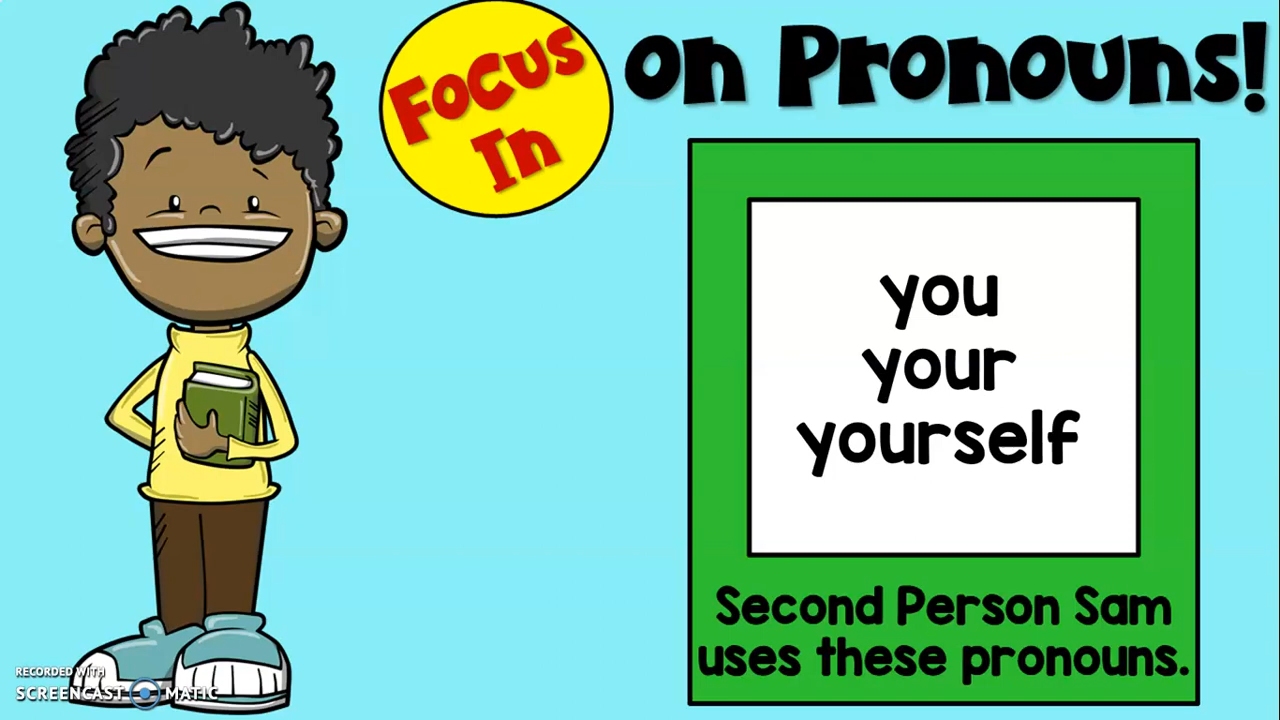 Focus
In
on Pronouns!
you
your
yourself
Second Person Sam
uses these pronouns.
RECORDED WITH
SCREENCAST MATIC